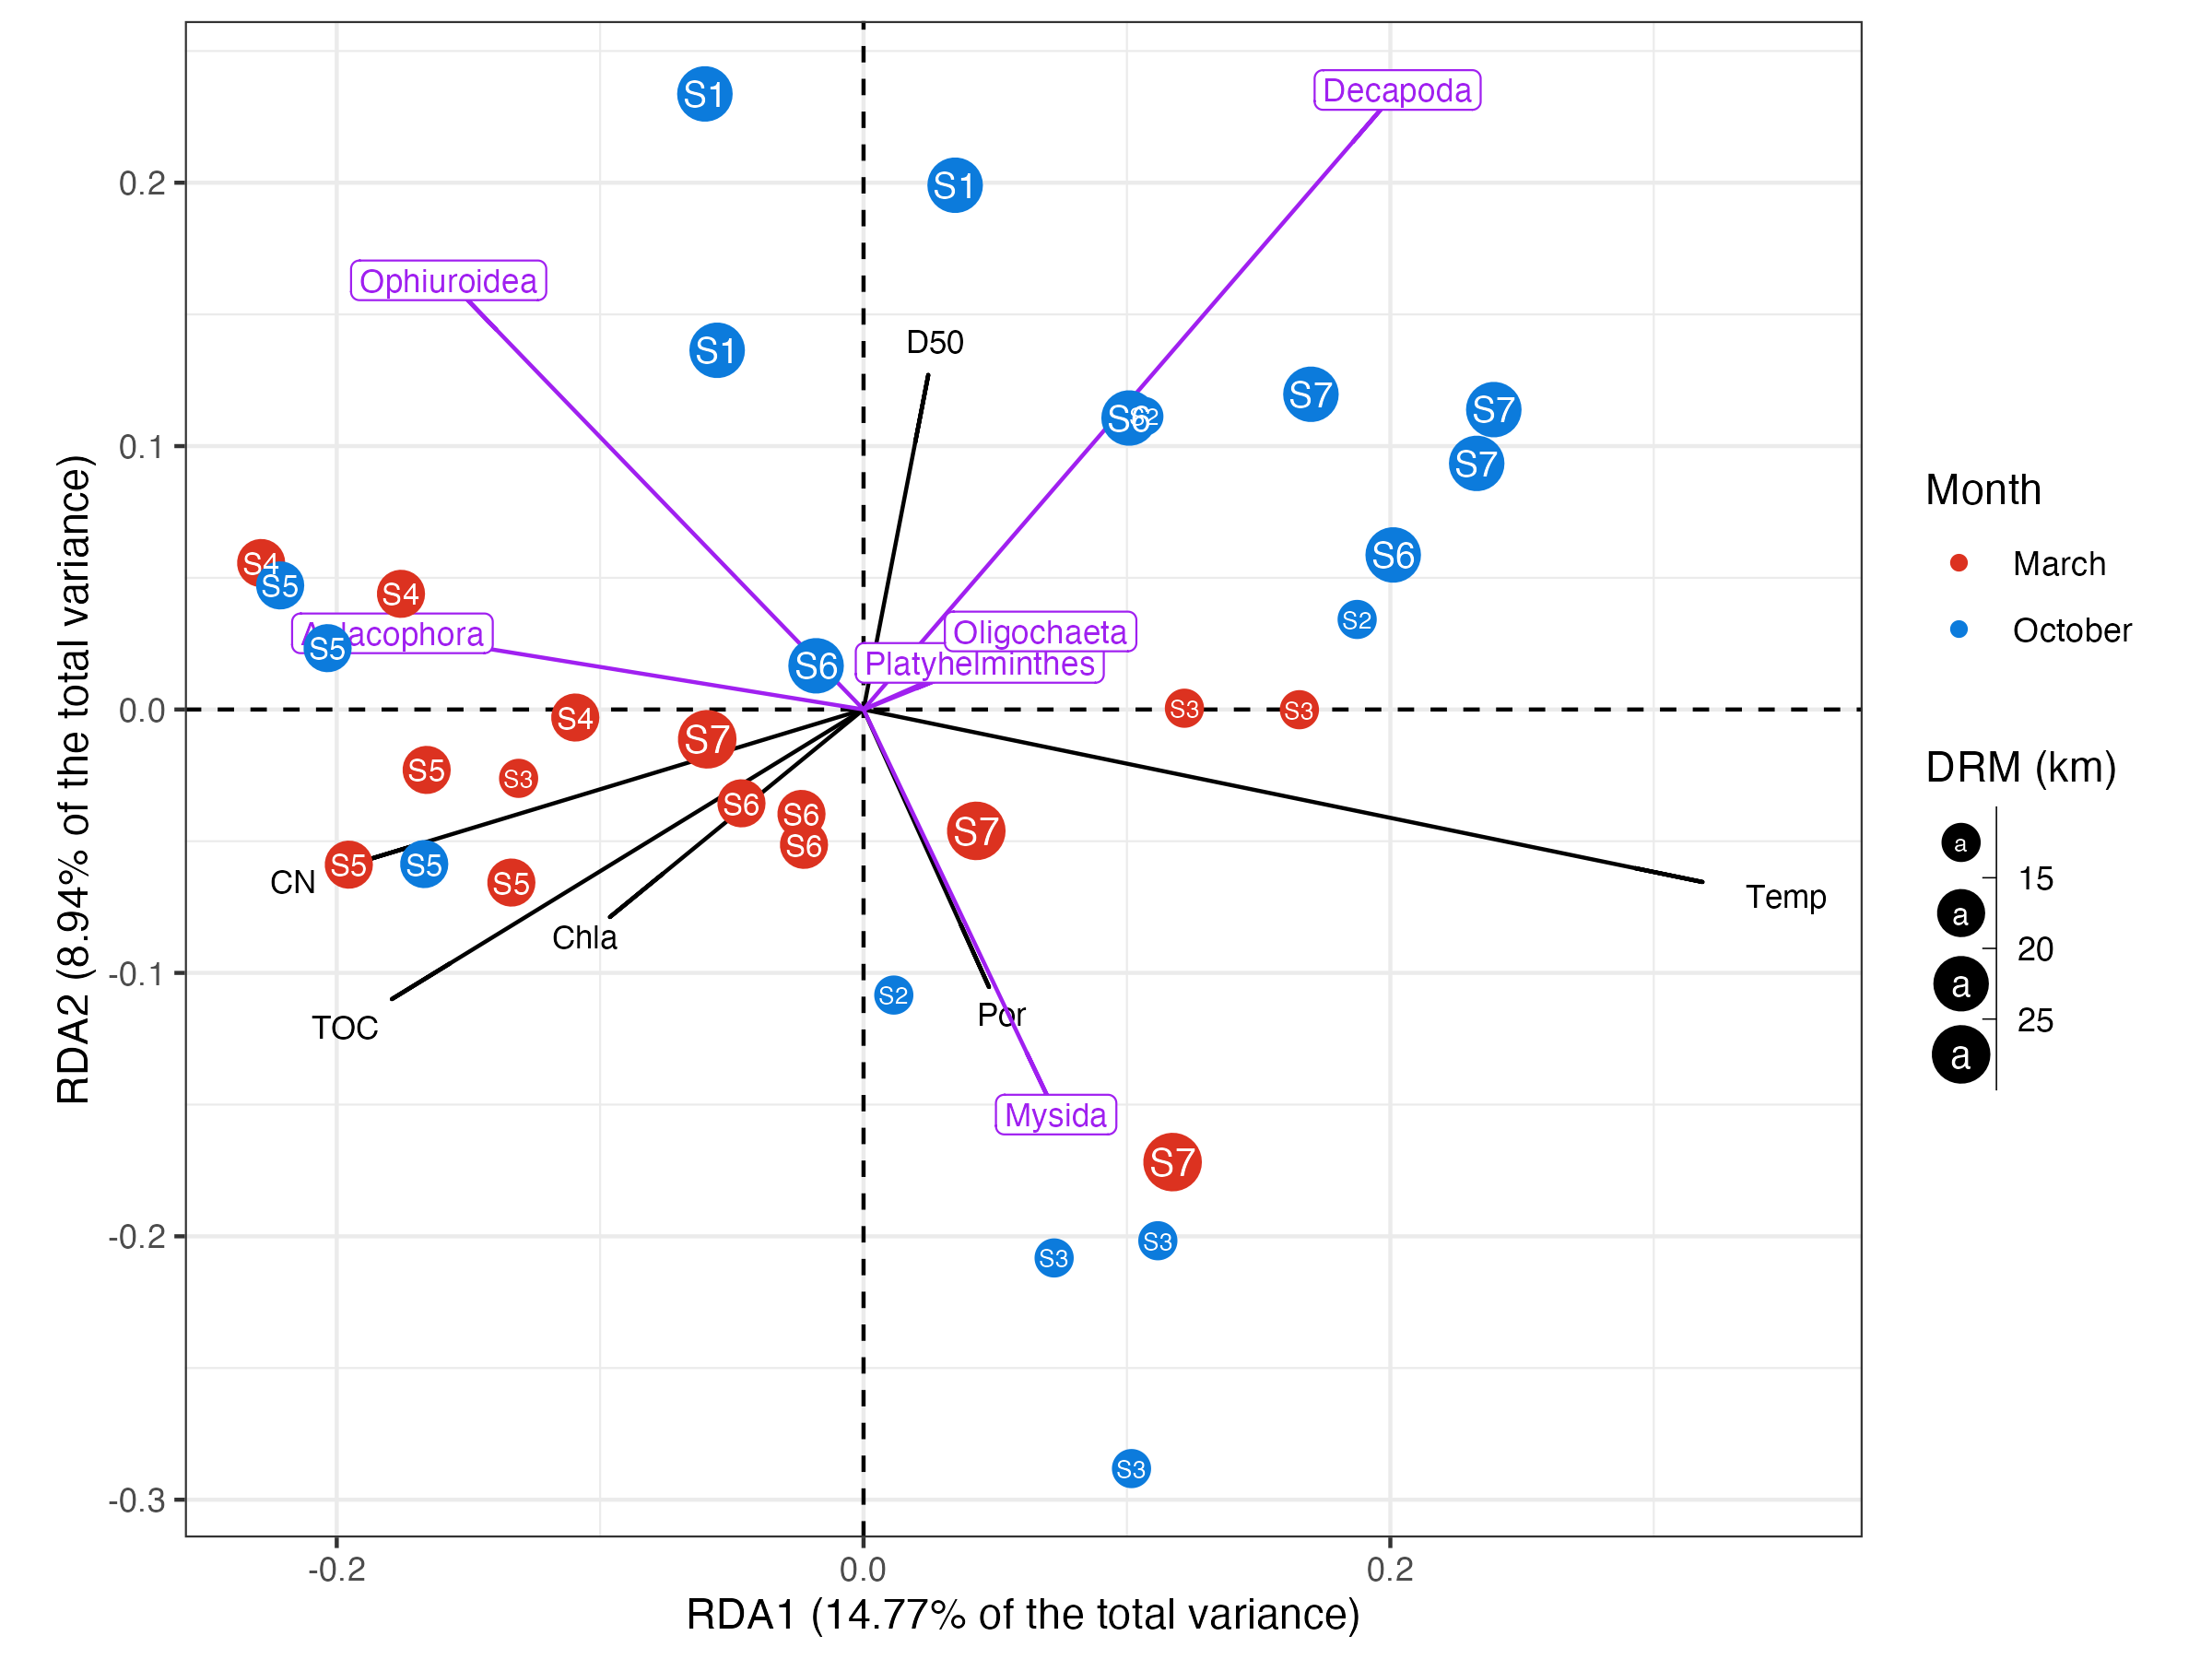 S1
Decapoda
S1
0.2
Ophiuroidea
D50
S1
S7
S7
S6
S2
0.1
S7
S4
S5
S4
S6
S2
S5
Oligochaeta
S6
Platyhelminthes
0.0
S4
S3
S3
S7
S5
S3
S6
S6
S7
S6
S5
S5
S5
CN
Temp
Chla
-0.1
S2
Por
TOC
Mysida
S7
-0.2
S3
S3
S3
-0.3
-0.2
0.0
0.2
RDA1 (14.77% of the total variance)
RDA2 (8.94% of the total variance)
Month
March
October
DRM (km)
a
15
a
20
a
25
a